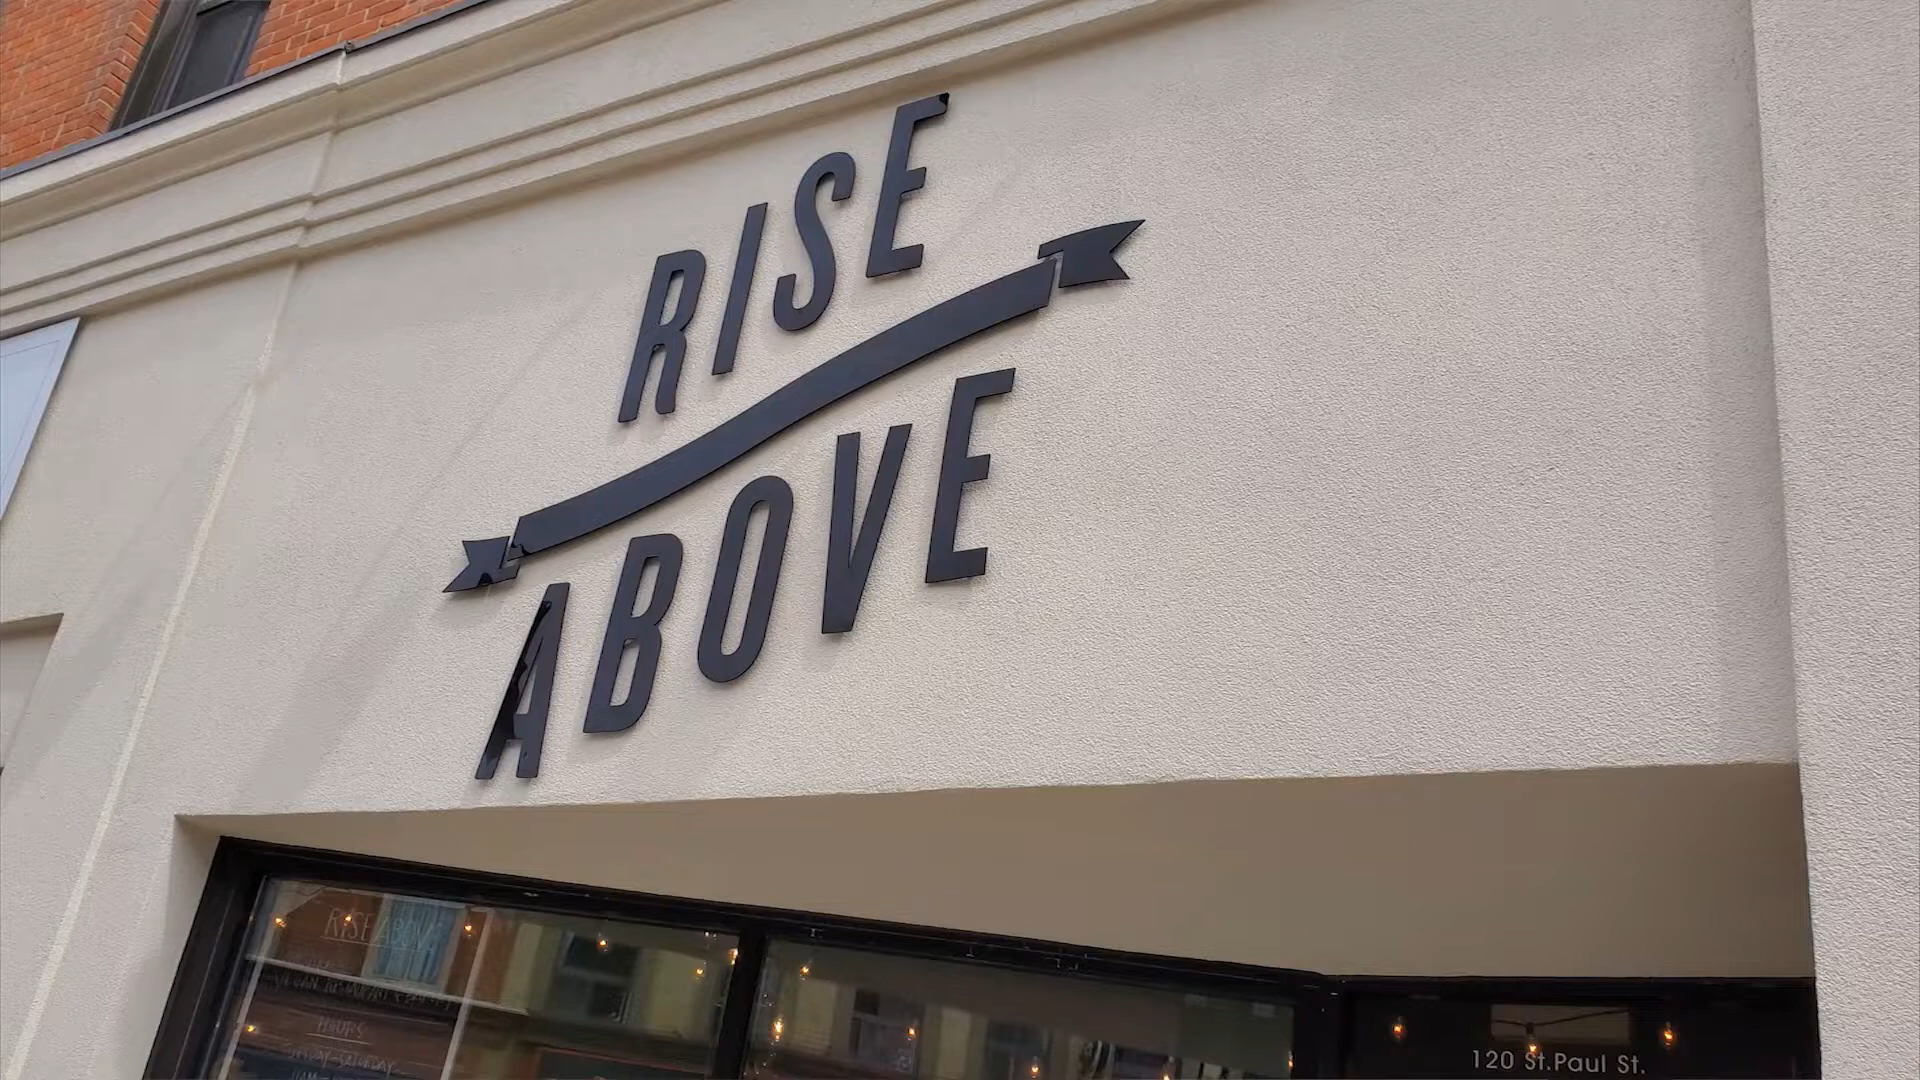 RISE
ABOVE
RISE ABOVE
HOURS
120 St.Paul St.